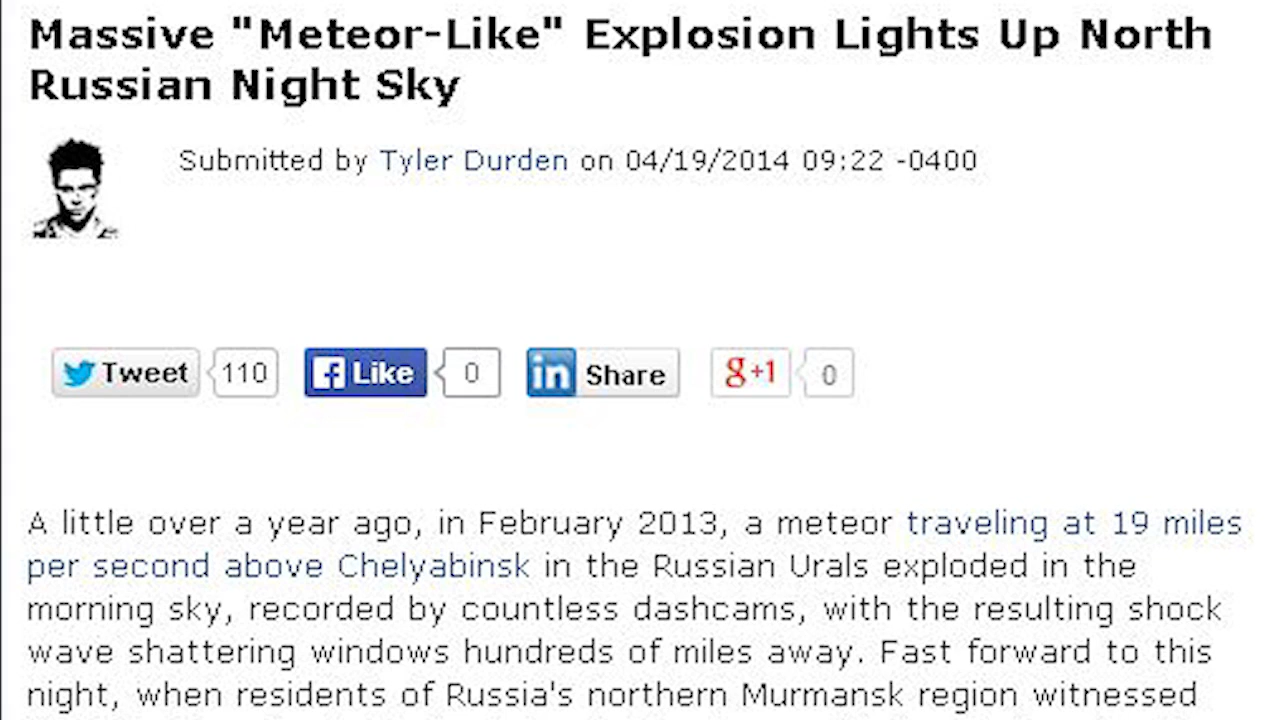 Massive "Meteor-Like" Explosion Lights Up North
Russian Night Sky
Submitted by Tyler Durden on 04/19/2014 09:22 -0400
Tweet 110 Like 0 in Share g+1 0
A little over a year ago, in February 2013, a meteor traveling at 19 miles
per second above Chelyabinsk in the Russian Urals exploded in the
morning sky, recorded by countless dashcams, with the resulting shock
wave shattering windows hundreds of miles away. Fast forward to this
night, when residents of Russia's northern Murmansk region witnessed